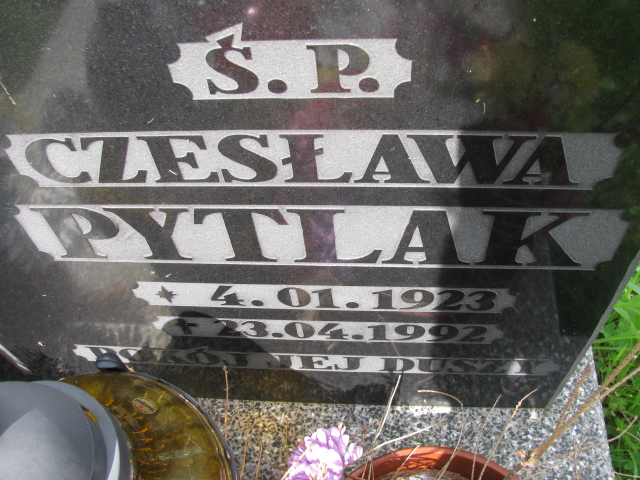 Ś. P.
CZESŁAWA
PYTLAK
* 4. 01. 1923
+ 23.04.1992
POKÓJ JEJ DUSZY